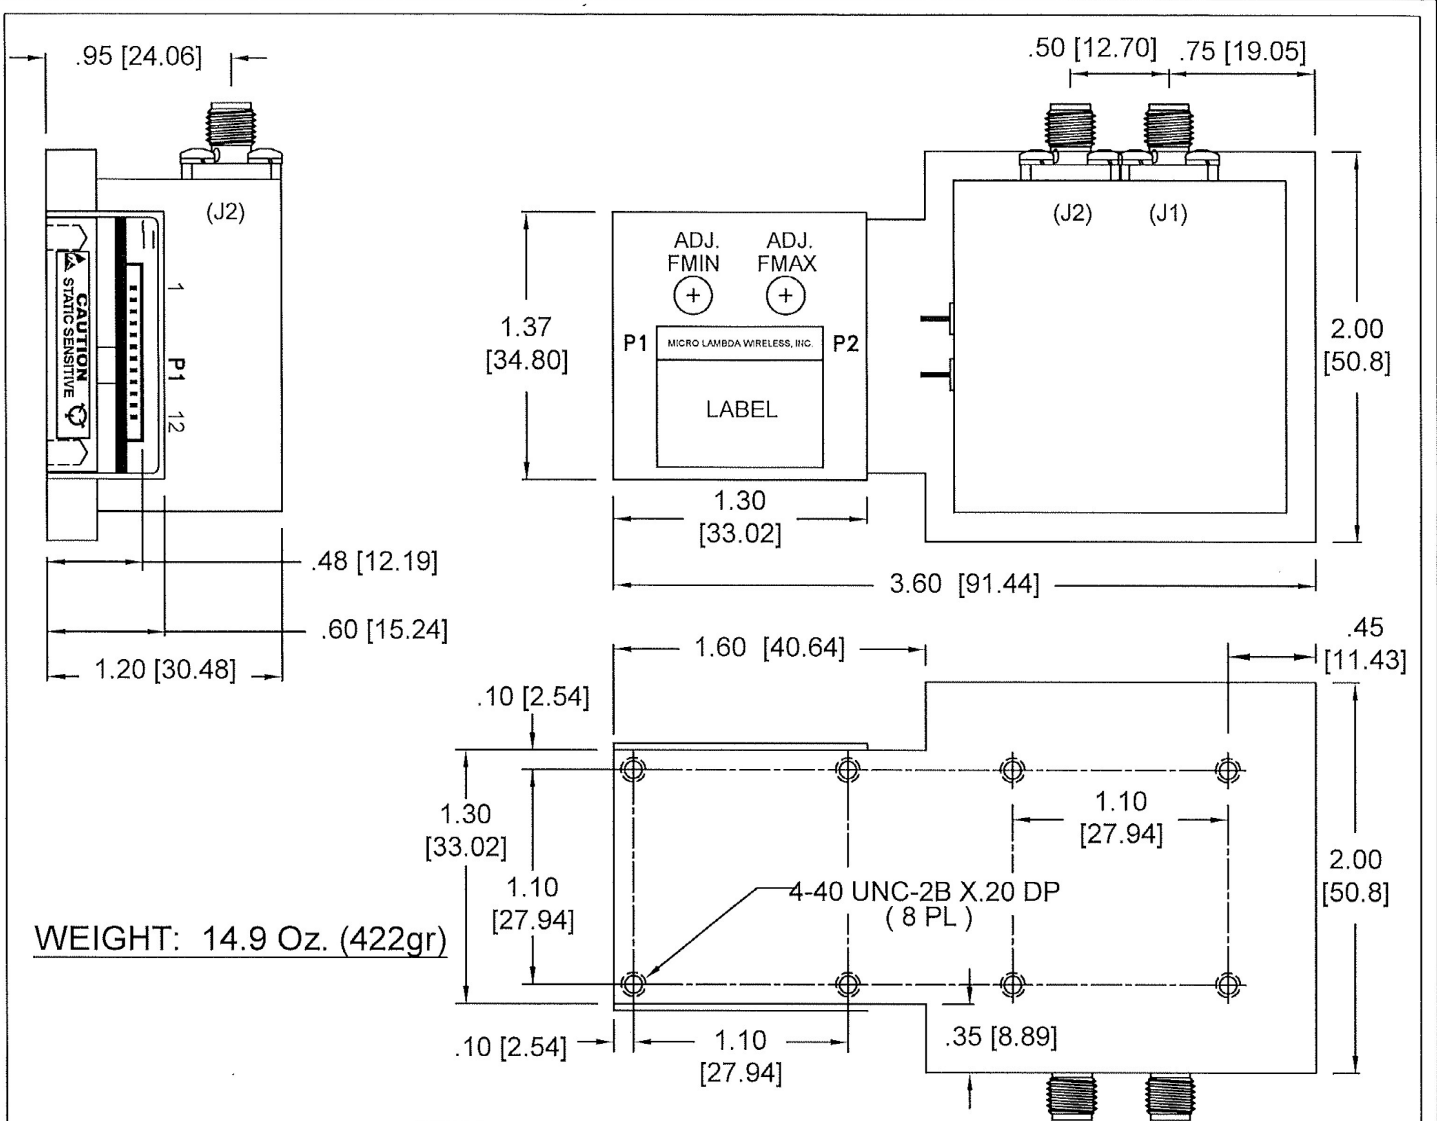 .95 [24.06]
.50 [12.70]
.75 [19.05]
(J2)
(J2)
(J1)
ADJ.
FMIN
ADJ.
FMAX
P1
MICRO LAMBDA WIRELESS, INC.
P2
LABEL
1.37
[34.80]
2.00
[50.8]
CAUTION
STATIC SENSITIVE
1
P1
12
1.30
[33.02]
.48 [12.19]
3.60 [91.44]
.60 [15.24]
1.20 [30.48]
1.60 [40.64]
.45
[11.43]
.10 [2.54]
1.30
[33.02]
1.10
[27.94]
1.10
[27.94]
2.00
[50.8]
4-40 UNC-2B X.20 DP
( 8 PL )
WEIGHT: 14.9 Oz. (422gr)
.10 [2.54]
1.10
[27.94]
.35 [8.89]